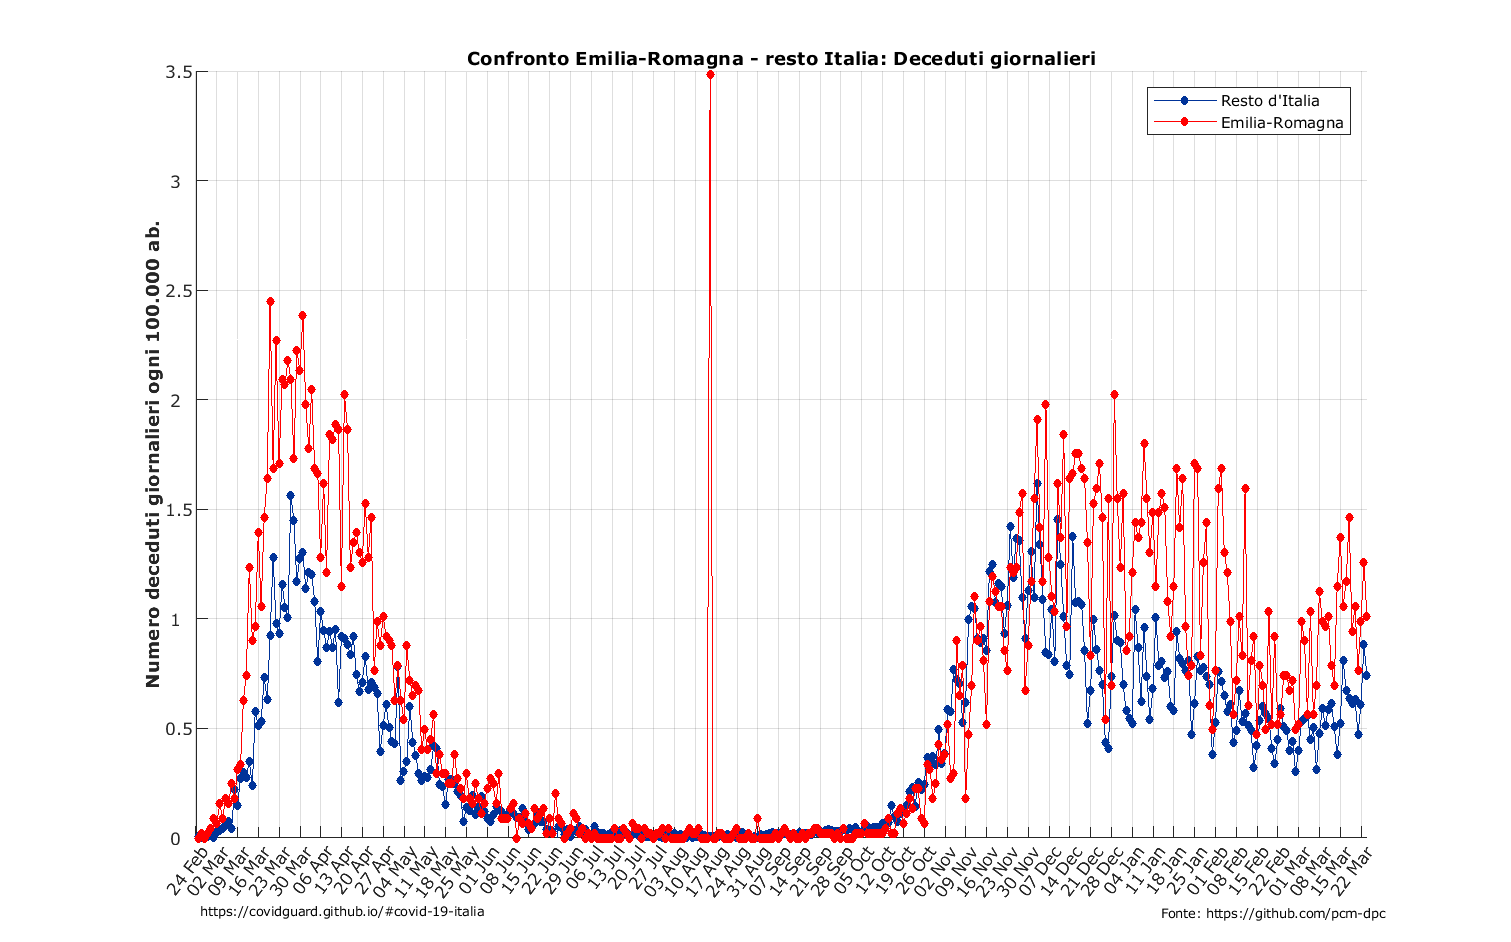 Confronto Emilia-Romagna - resto Italia: Deceduti giornalieri
Numero deceduti giornalieri ogni 100.000 ab.
3.5
3
2.5
2
1.5
1
0.5
0
Resto d'Italia
Emilia-Romagna
24 Feb
02 Mar
09 Mar
16 Mar
23 Mar
30 Mar
06 Apr
13 Apr
20 Apr
27 Apr
04 May
11 May
18 May
25 May
01 Jun
08 Jun
15 Jun
22 Jun
29 Jun
06 Jul
13 Jul
20 Jul
27 Jul
03 Aug
10 Aug
17 Aug
24 Aug
31 Aug
07 Sep
14 Sep
21 Sep
28 Sep
05 Oct
12 Oct
19 Oct
26 Oct
02 Nov
09 Nov
16 Nov
23 Nov
30 Nov
07 Dec
14 Dec
21 Dec
28 Dec
04 Jan
11 Jan
18 Jan
25 Jan
01 Feb
08 Feb
15 Feb
22 Feb
01 Mar
08 Mar
15 Mar
22 Mar
https://covidguard.github.io/#covid-19-italia
Fonte: https://github.com/pcm-dpc